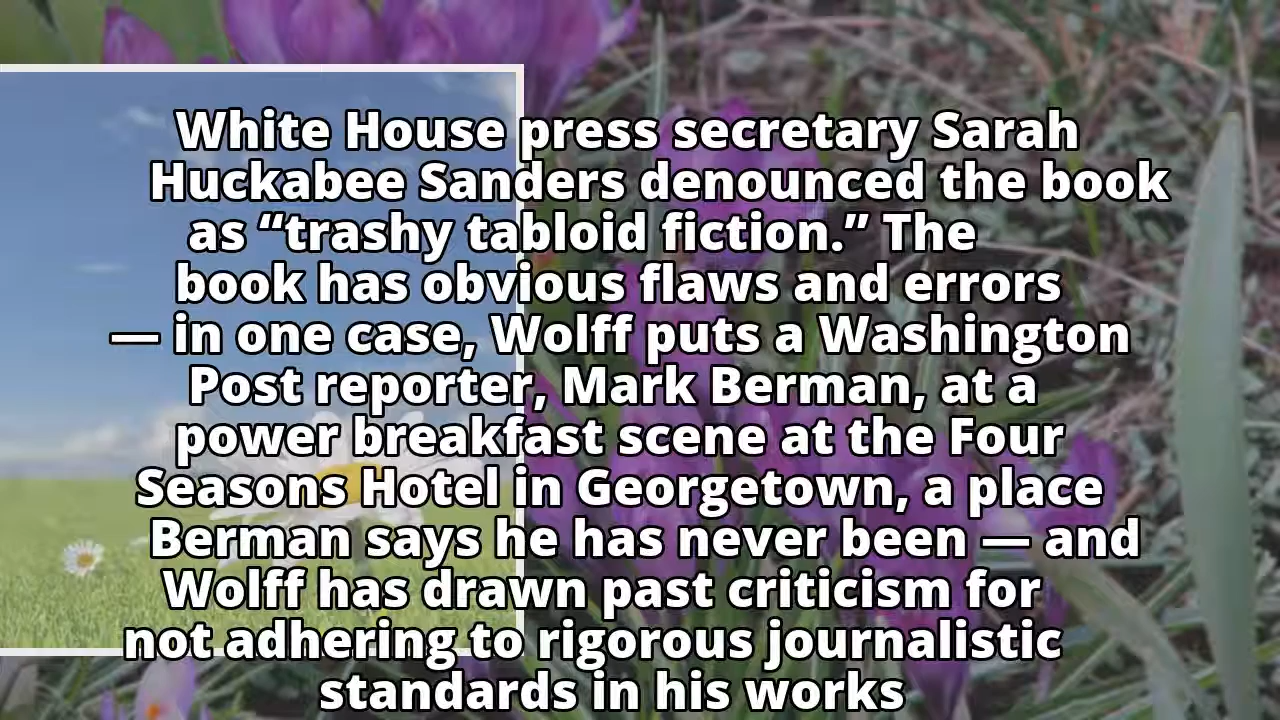 White House press secretary Sarah
Huckabee Sanders denounced the book
as “trashy tabloid fiction.” The
book has obvious flaws and errors
— in one case, Wolff puts a Washington
Post reporter, Mark Berman, at a
power breakfast scene at the Four
Seasons Hotel in Georgetown, a place
Berman says he has never been — and
Wolff has drawn past criticism for
not adhering to rigorous journalistic
standards in his works